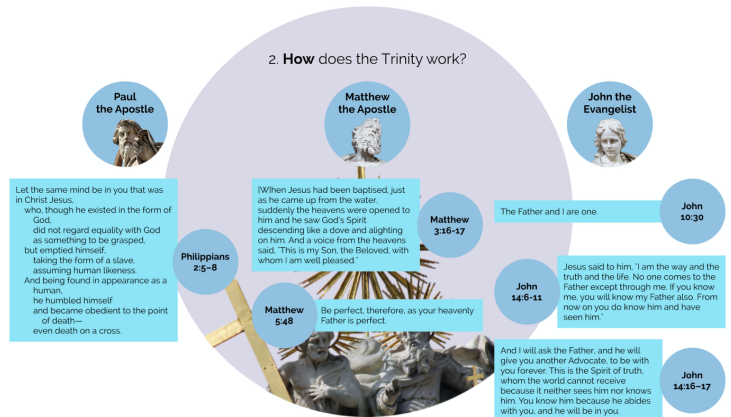 2. How does the Trinity work?
Paul
the Apostle
Let the same mind be in you that was
in Christ Jesus,
who, though he existed in the form of
God,
did not regard equality with God
as something to be grasped,
but emptied himself,
taking the form of a slave,
assuming human likeness.
And being found in appearance as a
human,
he humbled himself
and became obedient to the point
of death—
even death on a cross.
Philippians
2:5–8
Matthew
the Apostle
[W]hen Jesus had been baptised, just
as he came up from the water,
suddenly the heavens were opened to
him and he saw God's Spirit
descending like a dove and alighting
on him. And a voice from the heavens
said, "This is my Son, the Beloved, with
whom I am well pleased."
Matthew
3:16-17
Matthew
5:48
Be perfect, therefore, as your heavenly
Father is perfect.
John the
Evangelist
The Father and I are one.
John
10:30
John
14:6-11
Jesus said to him, "I am the way and the
truth and the life. No one comes to the
Father except through me. If you know
me, you will know my Father also. From
now on you do know him and have
seen him."
And I will ask the Father, and he will
give you another Advocate, to be with
you forever. This is the Spirit of truth,
whom the world cannot receive
because it neither sees him nor knows
him. You know him because he abides
with you, and he will be in you.
John
14:16–17